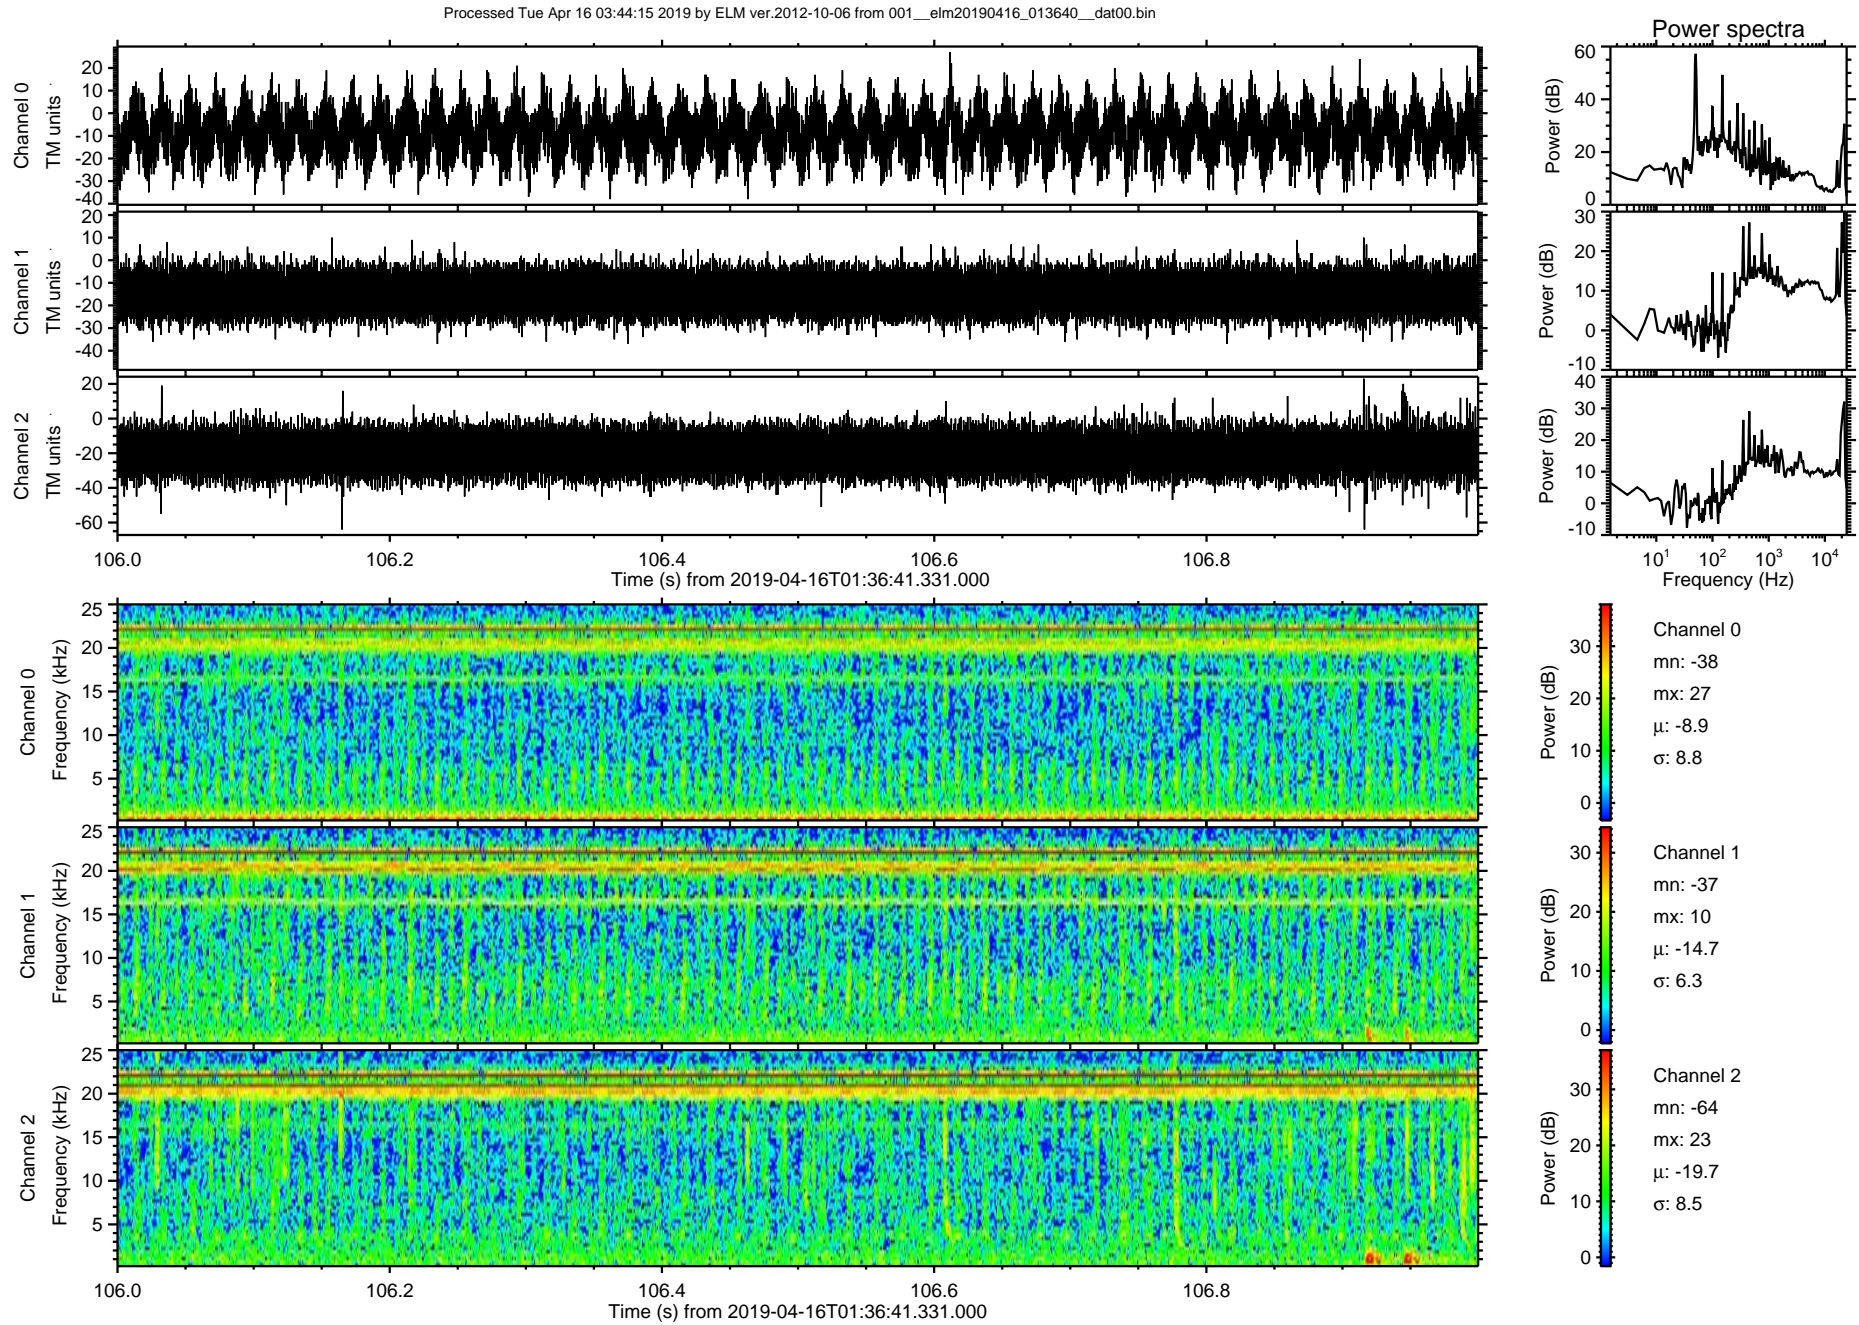 Processed Tue Apr 16 03:44:15 2019 by ELM ver.2012-10-06 from 001__elm20190416_013640__dat00.bin
Power spectra
Channel 0
TM units
20
10
0
-10
-20
-30
-40
Power (dB)
60
40
20
0
Channel 1
TM units
20
10
0
-10
-20
-30
-40
Power (dB)
30
20
10
0
-10
Channel 2
TM units
20
0
-20
-40
-60
Power (dB)
40
30
20
10
0
-10
106.0 106.2 106.4 106.6 106.8
Time (s) from 2019-04-16T01:36:41.331.000
10¹ 10² 10³ 10⁴
Frequency (Hz)
Channel 0
Frequency (kHz)
25
20
15
10
5
Power (dB)
30
20
10
0
Channel 0
mn: -38
mx: 27
μ: -8.9
σ: 8.8
Channel 1
Frequency (kHz)
25
20
15
10
5
Power (dB)
30
20
10
0
Channel 1
mn: -37
mx: 10
μ: -14.7
σ: 6.3
Channel 2
Frequency (kHz)
25
20
15
10
5
Power (dB)
30
20
10
0
Channel 2
mn: -64
mx: 23
μ: -19.7
σ: 8.5
106.0 106.2 106.4 106.6 106.8
Time (s) from 2019-04-16T01:36:41.331.000